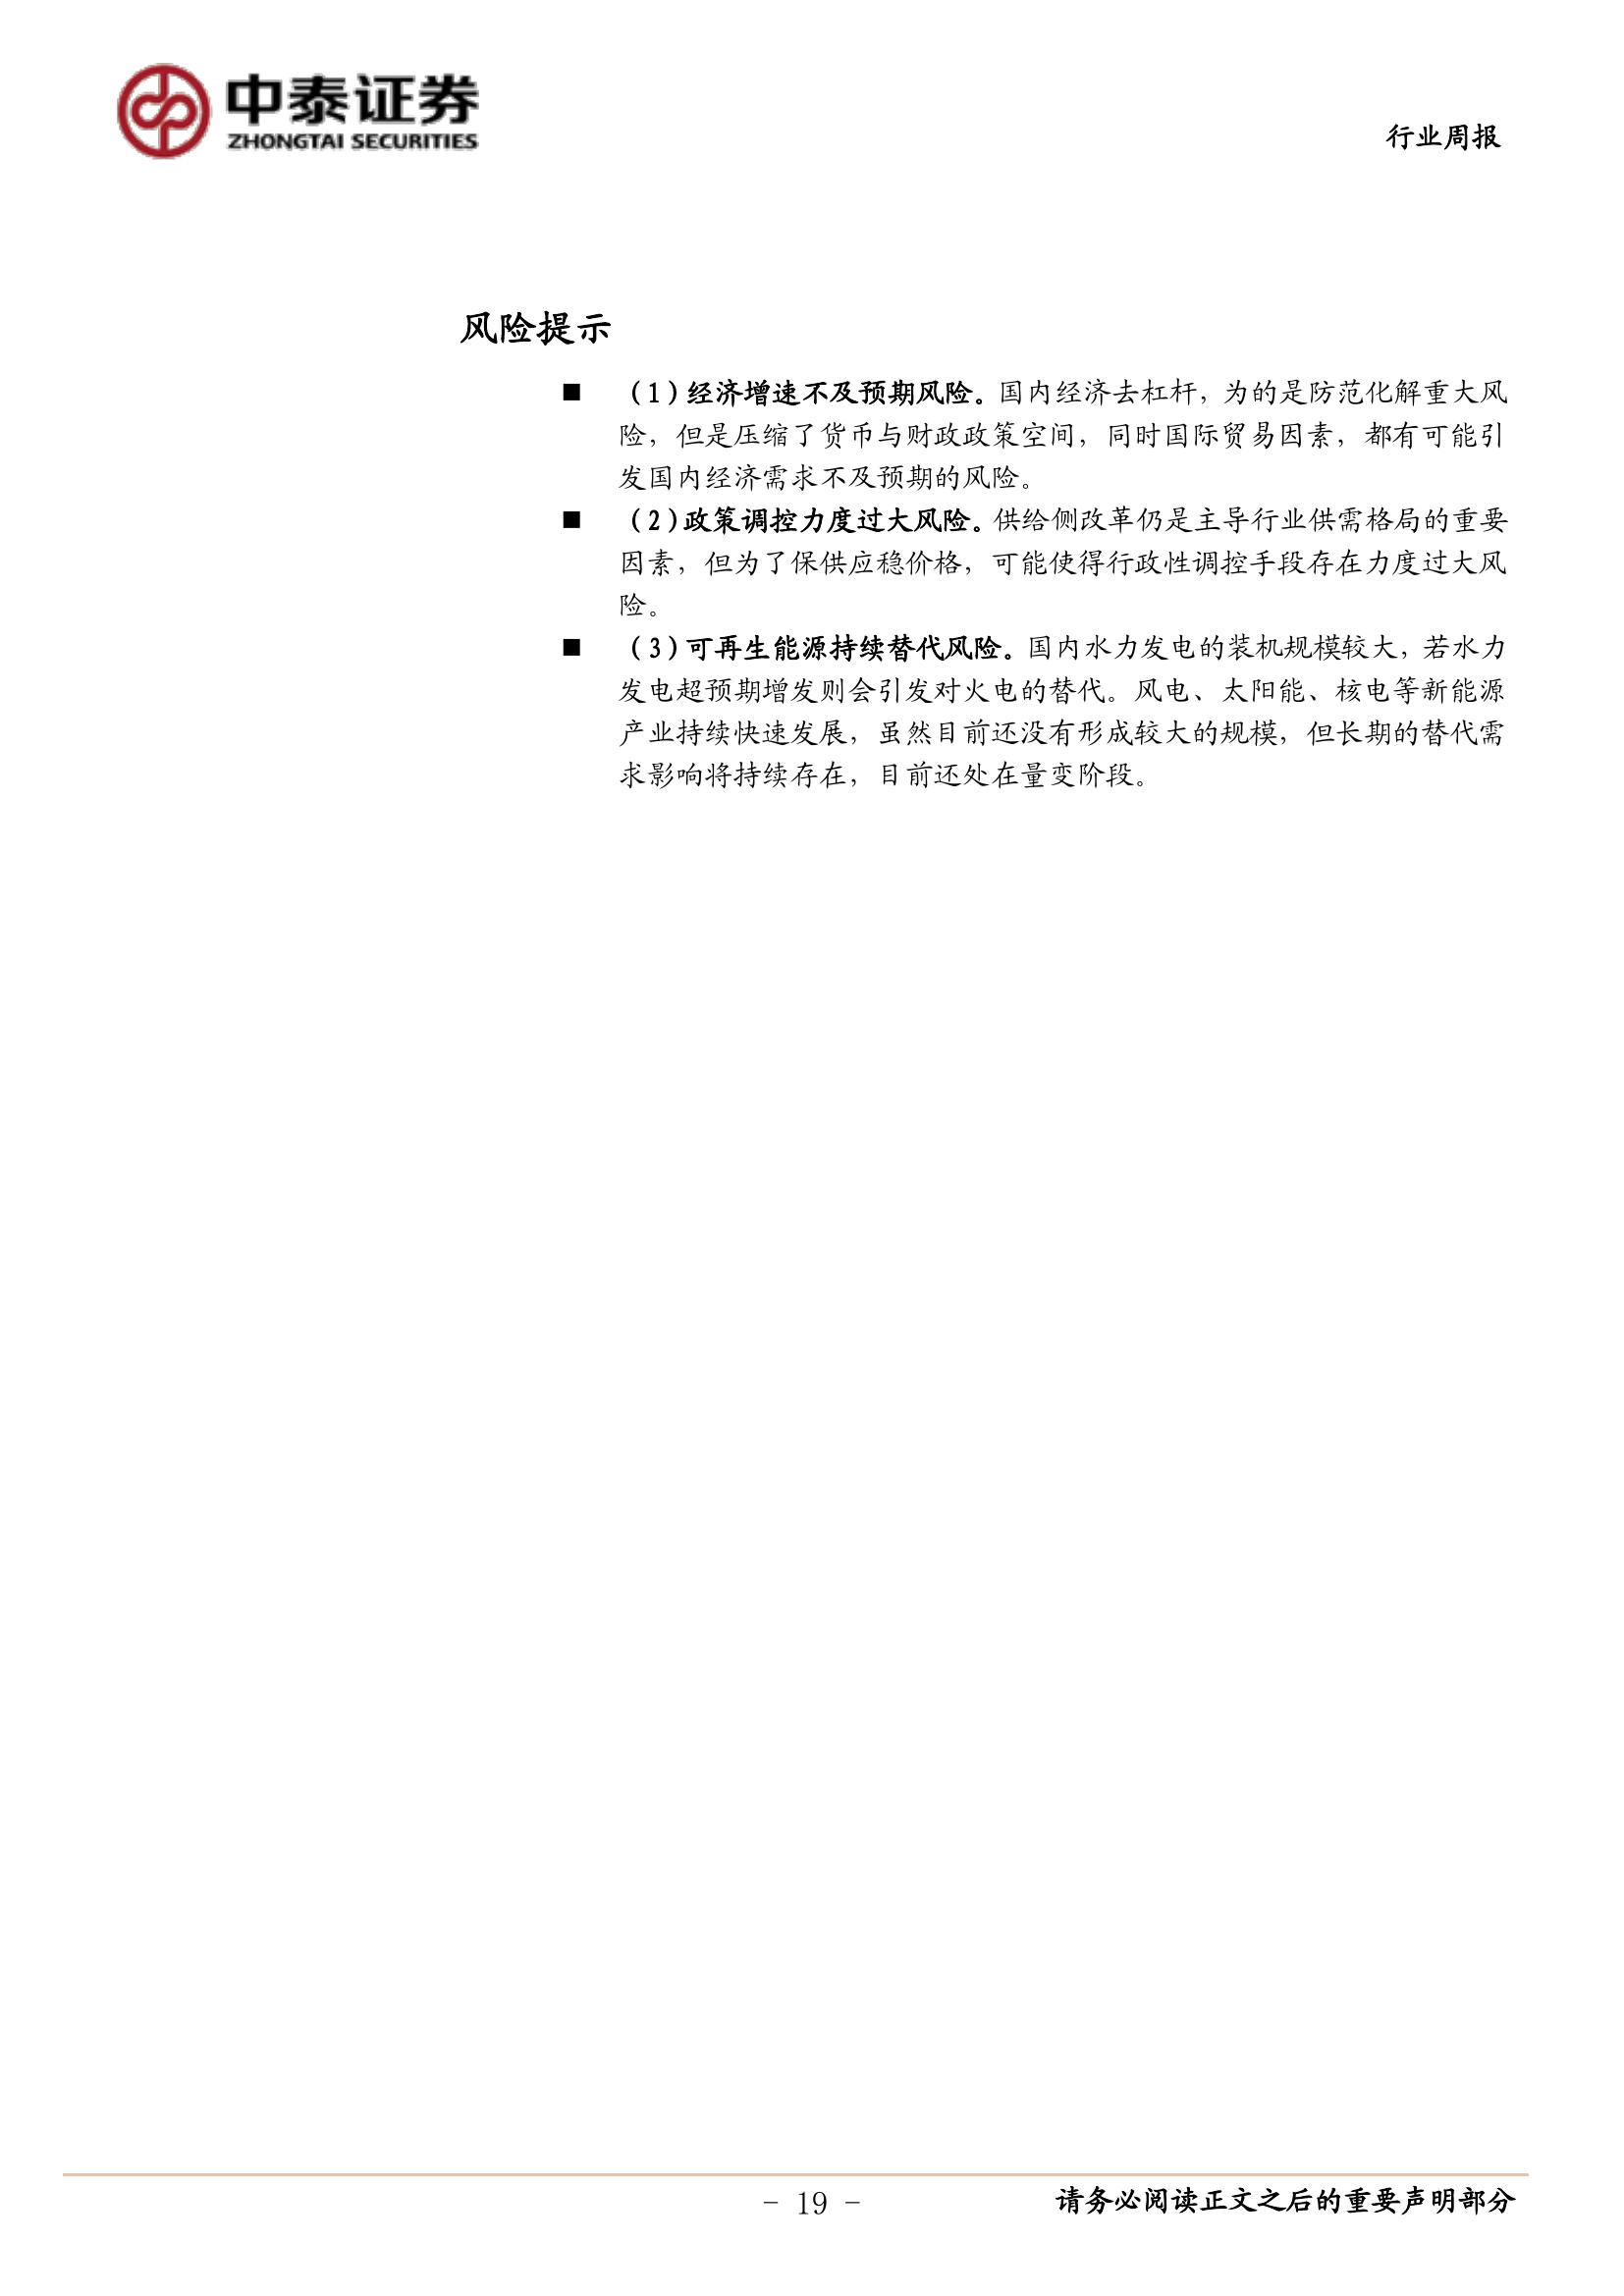 中泰证券
ZHONGTAI SECURITIES
行业周报
风险提示
■ （1）经济增速不及预期风险。国内经济去杠杆，为的是防范化解重大风
险，但是压缩了货币与财政政策空间，同时国际贸易因素，都有可能引
发国内经济需求不及预期的风险。
■ （2）政策调控力度过大风险。供给侧改革仍是主导行业供需格局的重要
因素，但为了保供应稳价格，可能使得行政性调控手段存在力度过大风
险。
■ （3）可再生能源持续替代风险。国内水力发电的装机规模较大，若水力
发电超预期增发则会引发对火电的替代。风电、太阳能、核电等新能源
产业持续快速发展，虽然目前还没有形成较大的规模，但长期的替代需
求影响将持续存在，目前还处在量变阶段。
- 19 -
请务必阅读正文之后的重要声明部分